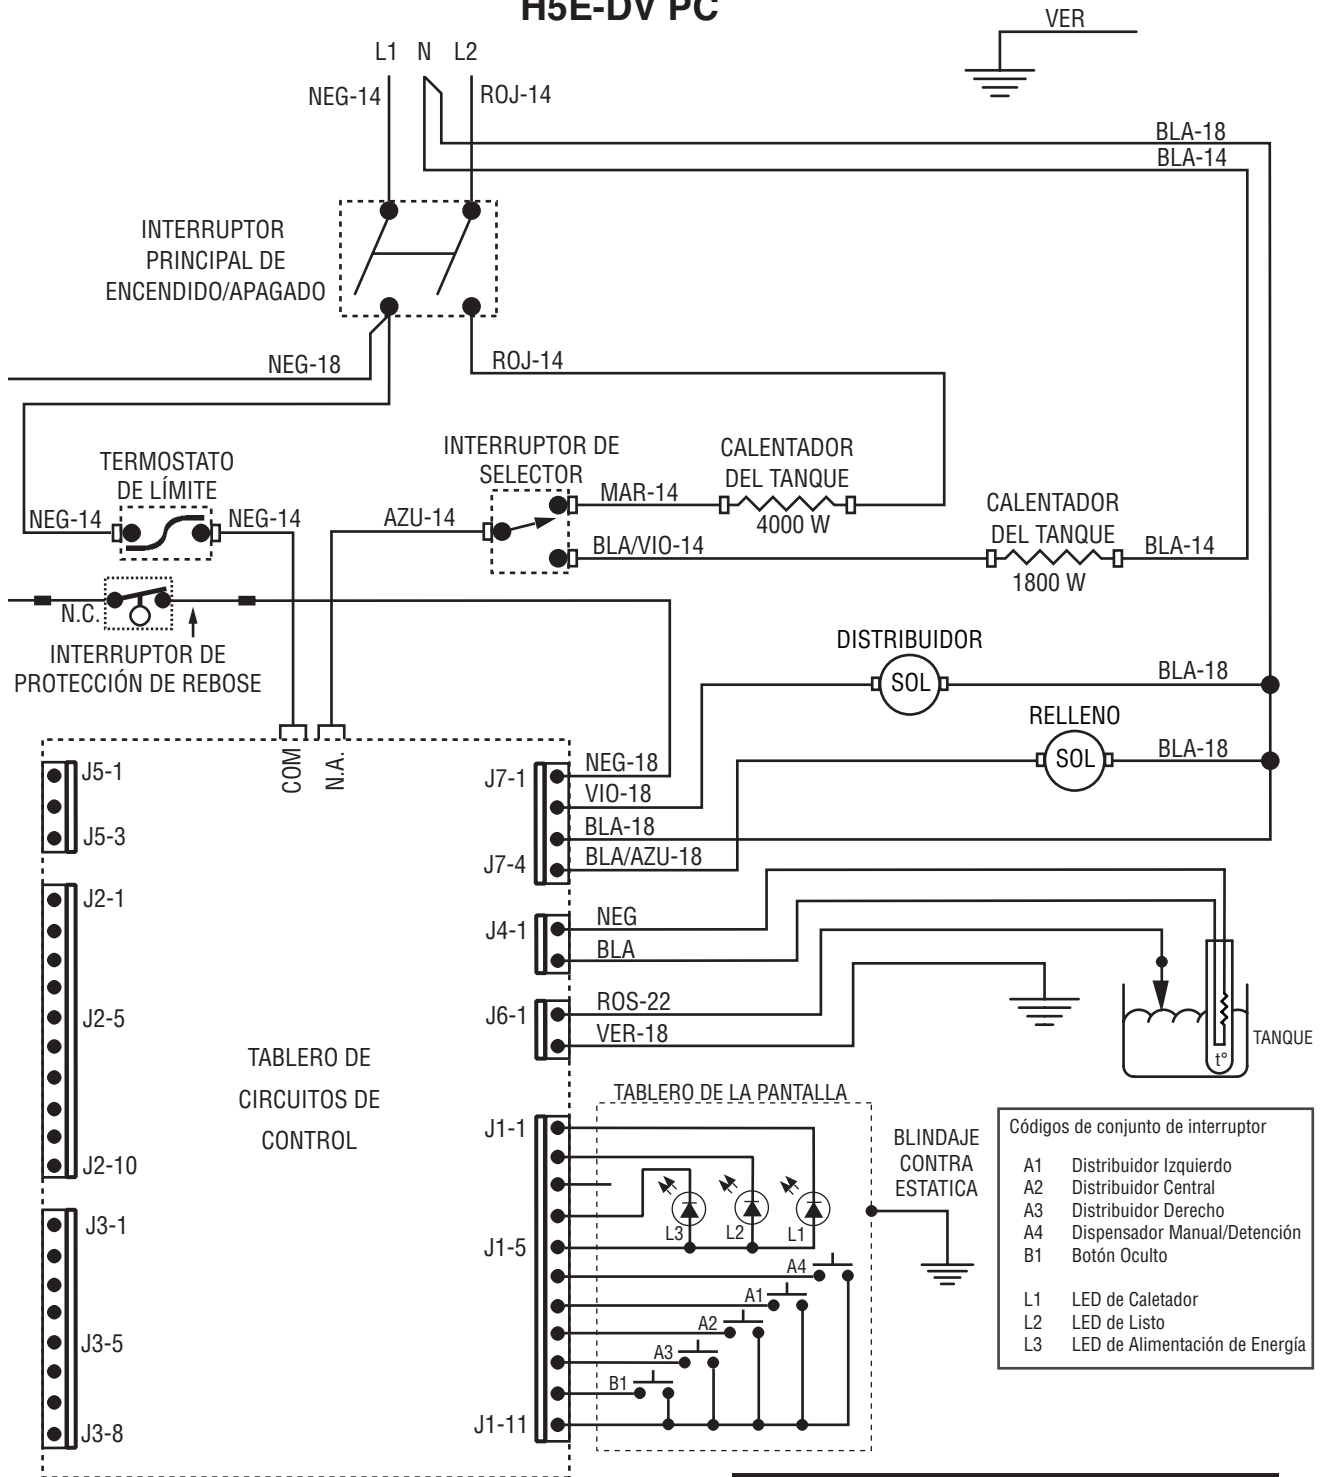 H5E-DV PC
VER
L1 N L2
NEG-14
ROJ-14
BLA-18
BLA-14
INTERRUPTOR
PRINCIPAL DE
ENCENDIDO/APAGADO
NEG-18
ROJ-14
INTERRUPTOR DE
SELECTOR
CALENTADOR
DEL TANQUE
4000 W
TERMOSTATO
DE LÍMITE
NEG-14
NEG-14
AZU-14
MAR-14
BLA/VIO-14
CALENTADOR
DEL TANQUE
1800 W
BLA-14
N.C.
INTERRUPTOR DE
PROTECCIÓN DE REBOSE
DISTRIBUIDOR
SOL
BLA-18
RELLENO
SOL
BLA-18
COM
N.A.
J5-1
J5-3
J7-1
NEG-18
VIO-18
BLA-18
J7-4
BLA/AZU-18
J2-1
J2-5
J2-10
J4-1
NEG
BLA
J6-1
ROS-22
VER-18
t°
TANQUE
TABLERO DE
CIRCUITOS DE
CONTROL
TABLERO DE LA PANTALLA
J1-1
L3
L2
L1
J1-5
A4
A1
A2
A3
B1
J1-11
BLINDAJE
CONTRA
ESTATICA
J3-1
J3-5
J3-8
Códigos de conjunto de interruptor
A1 Distribuidor Izquierdo
A2 Distribuidor Central
A3 Distribuidor Derecho
A4 Dispensador Manual/Detención
B1 Botón Oculto
L1 LED de Caletador
L2 LED de Listo
L3 LED de Alimentación de Energía